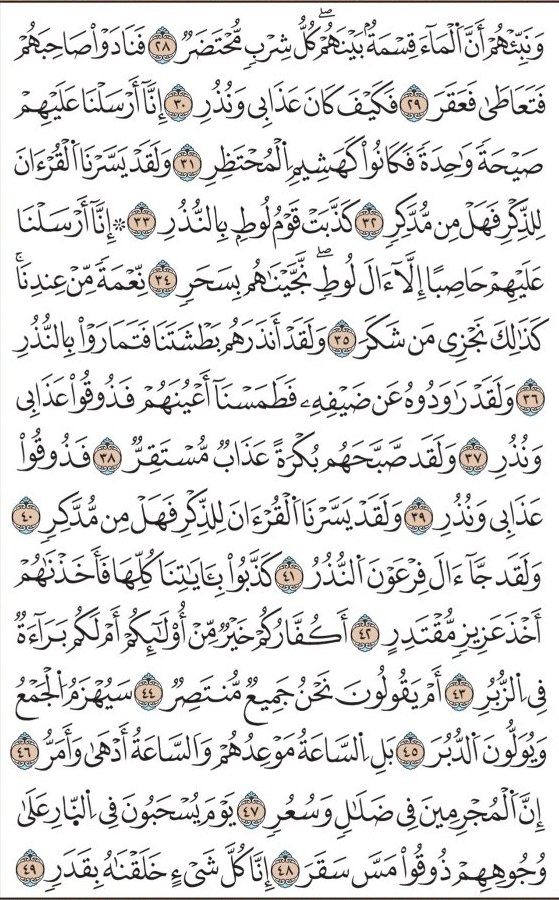 وَنَبِّئْهُمْ أَنَّ ٱلْمَآءَ قِسْمَةٌۢ بَيْنَهُمْۖ كُلُّ شِرْبٍ مُّحْتَضَرٌ ٢٨ فَنَادَوْا۟ صَاحِبَهُمْ
فَتَعَاطَىٰ فَعَقَرَ ٢٩ فَكَيْفَ كَانَ عَذَابِى وَنُذُرِ ٣٠ إِنَّآ أَرْسَلْنَا عَلَيْهِمْ
صَيْحَةً وَٰحِدَةً فَكَانُوا۟ كَهَشِيمِ ٱلْمُحْتَظِرِ ٣١ وَلَقَدْ يَسَّرْنَا ٱلْقُرْءَانَ
لِلذِّكْرِ فَهَلْ مِن مُّدَّكِرٍ ٣٢ كَذَّبَتْ قَوْمُ لُوطٍۭ بِٱلنُّذُرِ ٣٣ ۞ إِنَّآ أَرْسَلْنَا
عَلَيْهِمْ حَاصِبًا إِلَّآ ءَالَ لُوطٍۖ نَّجَّيْنَٰهُم بِسَحَرٍ ٣٤ نِّعْمَةً مِّنْ عِندِنَاۚ
كَذَٰلِكَ نَجْزِى مَن شَكَرَ ٣٥ وَلَقَدْ أَنذَرَهُم بَطْشَتَنَا فَتَمَارَوْا۟ بِٱلنُّذُرِ
٣٦ وَلَقَدْ رَٰوَدُوهُ عَن ضَيْفِهِۦ فَطَمَسْنَآ أَعْيُنَهُمْ فَذُوقُوا۟ عَذَابِى
وَنُذُرِ ٣٧ وَلَقَدْ صَبَّحَهُم بُكْرَةً عَذَابٌ مُّسْتَقِرٌّ ٣٨ فَذُوقُوا۟
عَذَابِى وَنُذُرِ ٣٩ وَلَقَدْ يَسَّرْنَا ٱلْقُرْءَانَ لِلذِّكْرِ فَهَلْ مِن مُّدَّكِرٍ ٤٠
وَلَقَدْ جَآءَ ءَالَ فِرْعَوْنَ ٱلنُّذُرُ ٤١ كَذَّبُوا۟ بِـَٔايَٰتِنَا كُلِّهَا فَأَخَذْنَٰهُمْ
أَخْذَ عَزِيزٍ مُّقْتَدِرٍ ٤٢ أَكُفَّارُكُمْ خَيْرٌ مِّنْ أُو۟لَٰٓئِكُمْ أَمْ لَكُم بَرَآءَةٌ
فِى ٱلزُّبُرِ ٤٣ أَمْ يَقُولُونَ نَحْنُ جَمِيعٌ مُّنتَصِرٌ ٤٤ سَيُهْزَمُ ٱلْجَمْعُ
وَيُوَلُّونَ ٱلدُّبُرَ ٤٥ بَلِ ٱلسَّاعَةُ مَوْعِدُهُمْ وَٱلسَّاعَةُ أَدْهَىٰ وَأَمَرُّ ٤٦
إِنَّ ٱلْمُجْرِمِينَ فِى ضَلَٰلٍ وَسُعُرٍ ٤٧ يَوْمَ يُسْحَبُونَ فِى ٱلنَّارِ عَلَىٰ
وُجُوهِهِمْ ذُوقُوا۟ مَسَّ سَقَرَ ٤٨ إِنَّا كُلَّ شَىْءٍ خَلَقْنَٰهُ بِقَدَرٍ ٤٩